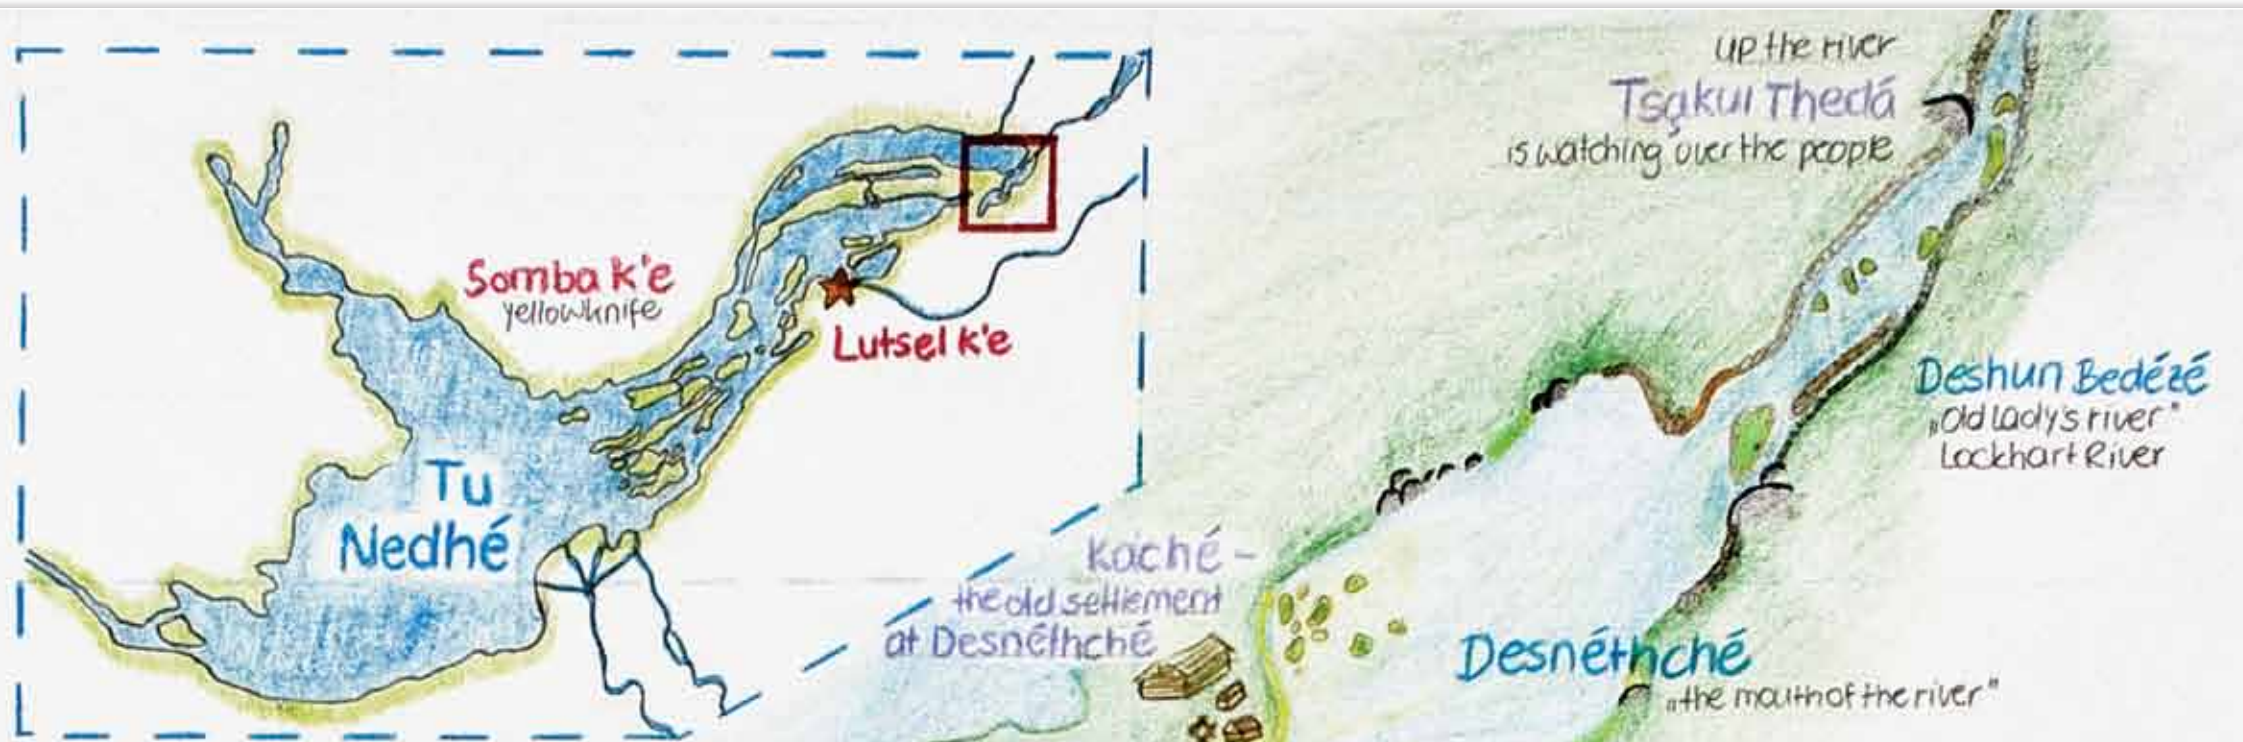 Somba k'e
yellowknife
Lutsel k'e
Tu
Nedhé
up the river
Tsąkui Thedá
is watching over the people
Deshun Bedézé
„Old Lady's river"
Lockhart River
Kaché -
the old settlement
at Desnéthché
Desnéthché
„the mouth of the river"